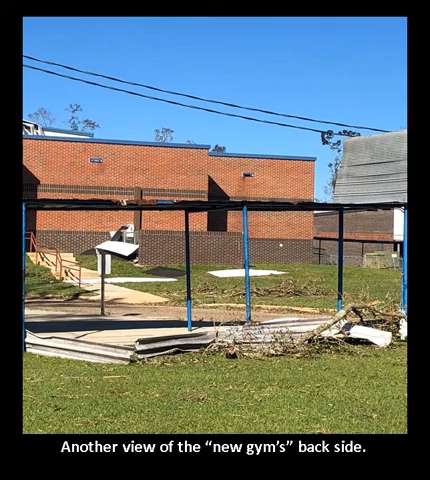 Another view of the “new gym’s” back side.